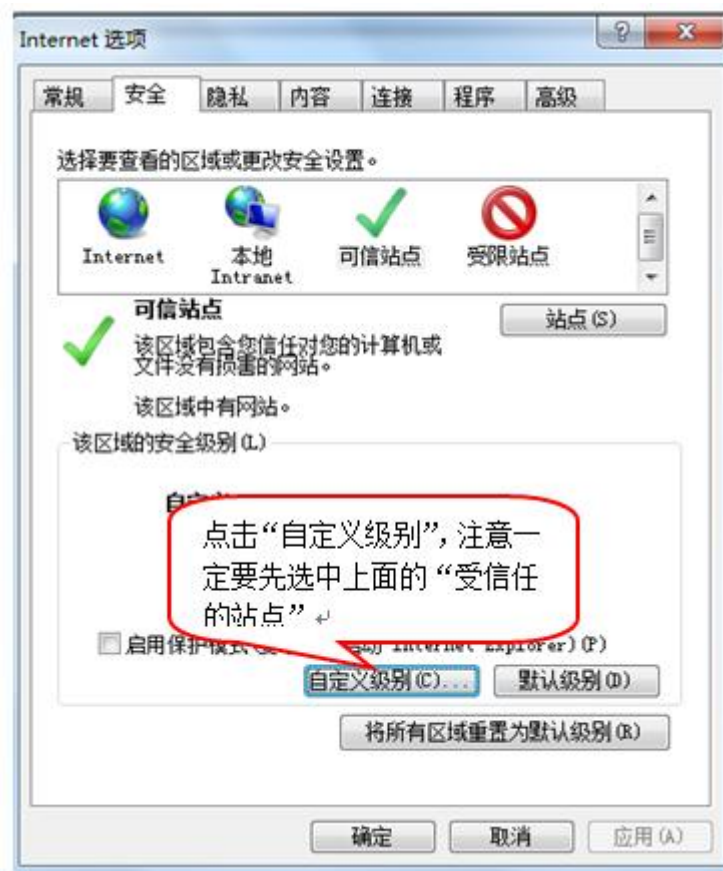 Internet 选项
常规 安全 隐私 内容 连接 程序 高级
选择要查看的区域或更改安全设置。
Internet 本地 可信站点 受限站点
Intranet
可信站点
站点(S)
该区域包含您信任对您的计算机或
文件没有损害的网站。
该区域中有网站。
该区域的安全级别(L)
点击“自定义级别”，注意一
定要先选中上面的“受信任
的站点”
启用保护模式 Internet Explorer)(P)
自定义级别(C)... 默认级别(D)
将所有区域重置为默认级别(R)
确定 取消 应用(A)